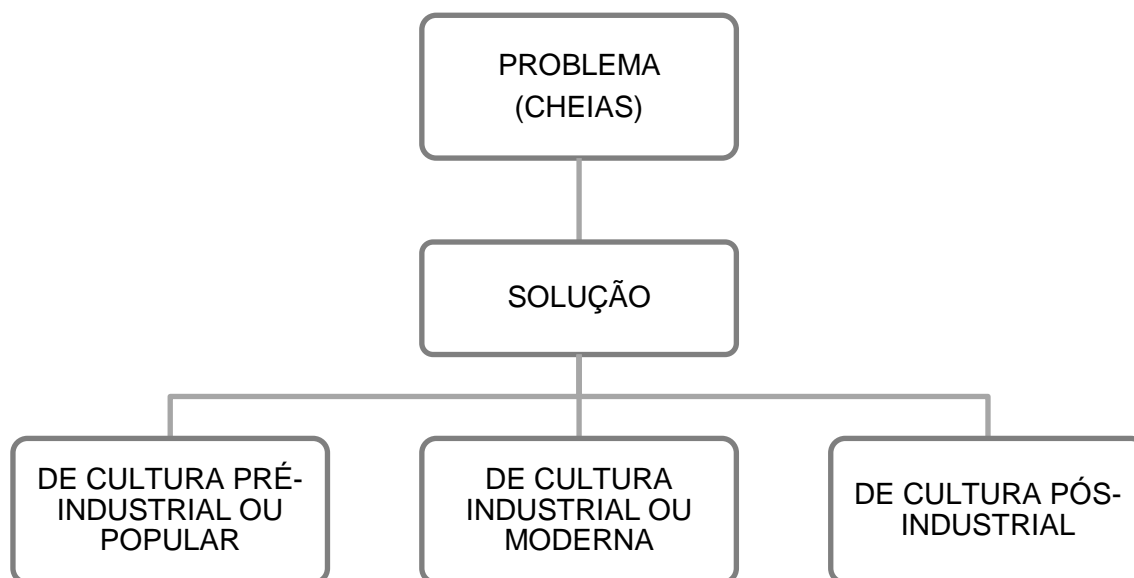 PROBLEMA
(CHEIAS)
SOLUÇÃO
DE CULTURA PRÉ-
INDUSTRIAL OU
POPULAR
DE CULTURA
INDUSTRIAL OU
MODERNA
DE CULTURA PÓS-
INDUSTRIAL